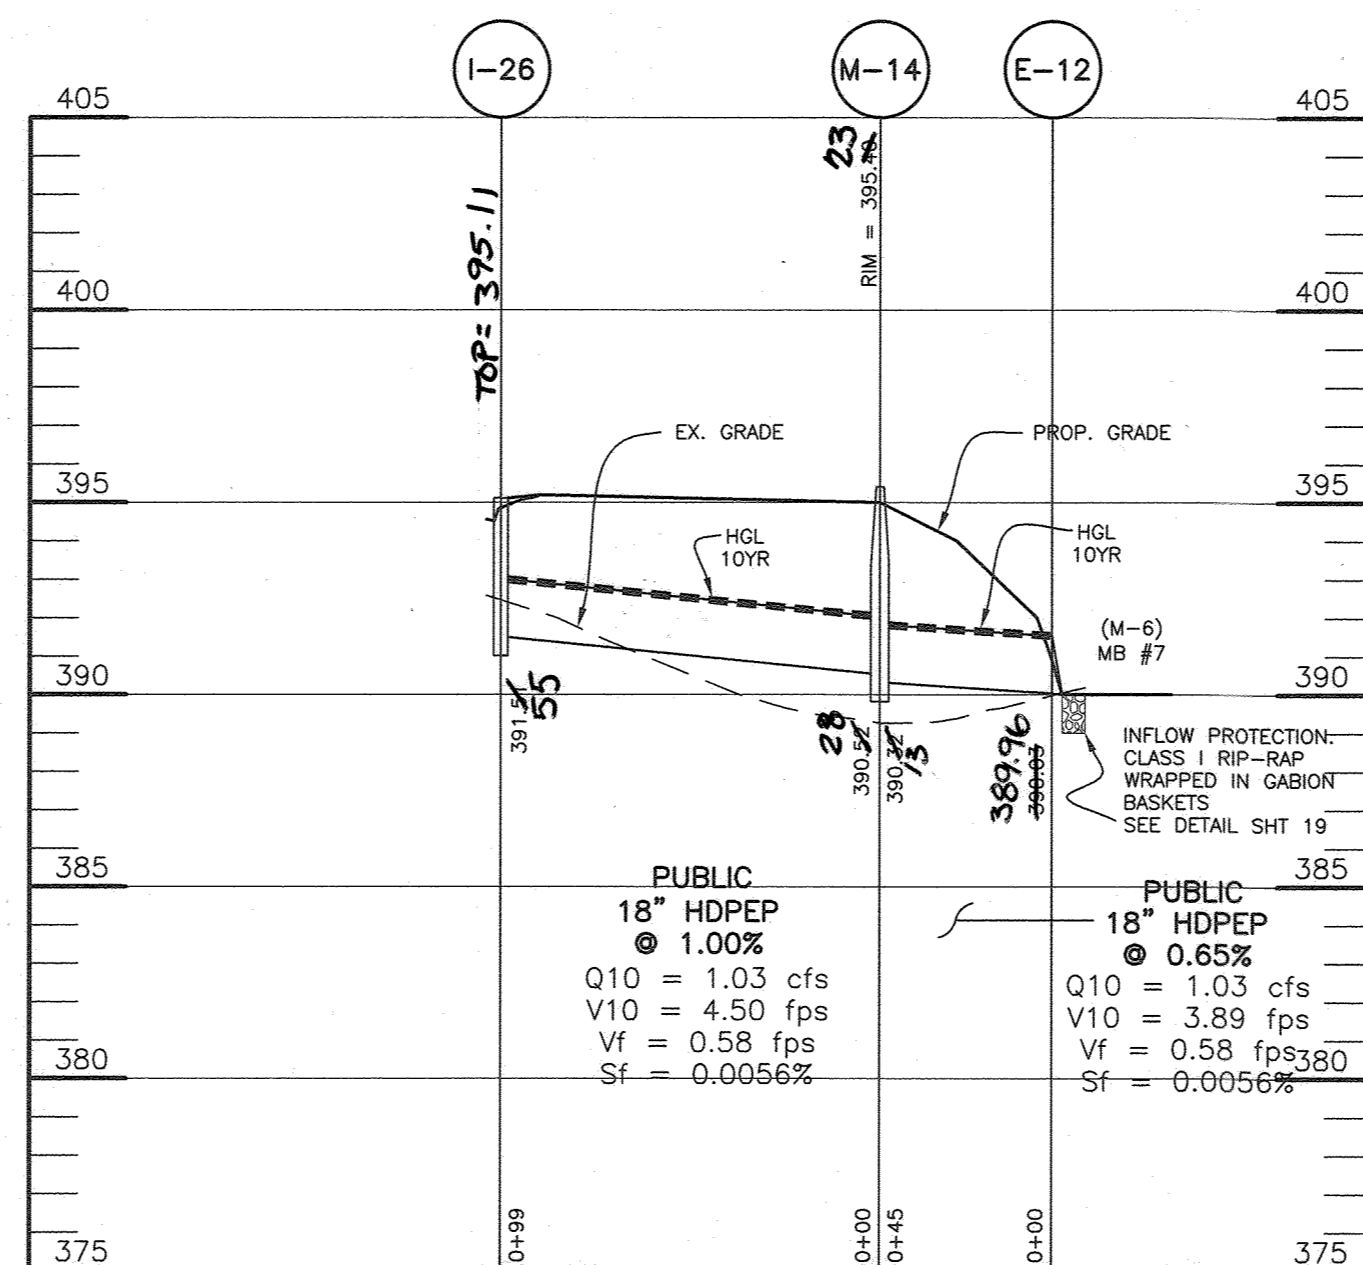 I-26
M-14
E-12
405
405
23
RIM = 395.40
TOP= 395.11
400
400
EX. GRADE
PROP. GRADE
395
395
HGL
10YR
HGL
10YR
(M-6)
MB #7
390
390
391.51
55
28
390.52
390.32
13
389.96
390.03
INFLOW PROTECTION.
CLASS I RIP-RAP
WRAPPED IN GABION
BASKETS
SEE DETAIL SHT 19
385
385
PUBLIC
18" HDPEP
@ 1.00%
Q10 = 1.03 cfs
V10 = 4.50 fps
Vf = 0.58 fps
Sf = 0.0056%
PUBLIC
18" HDPEP
@ 0.65%
Q10 = 1.03 cfs
V10 = 3.89 fps
Vf = 0.58 fps
Sf = 0.0056%
380
380
0+99
0+00
0+45
0+00
375
375